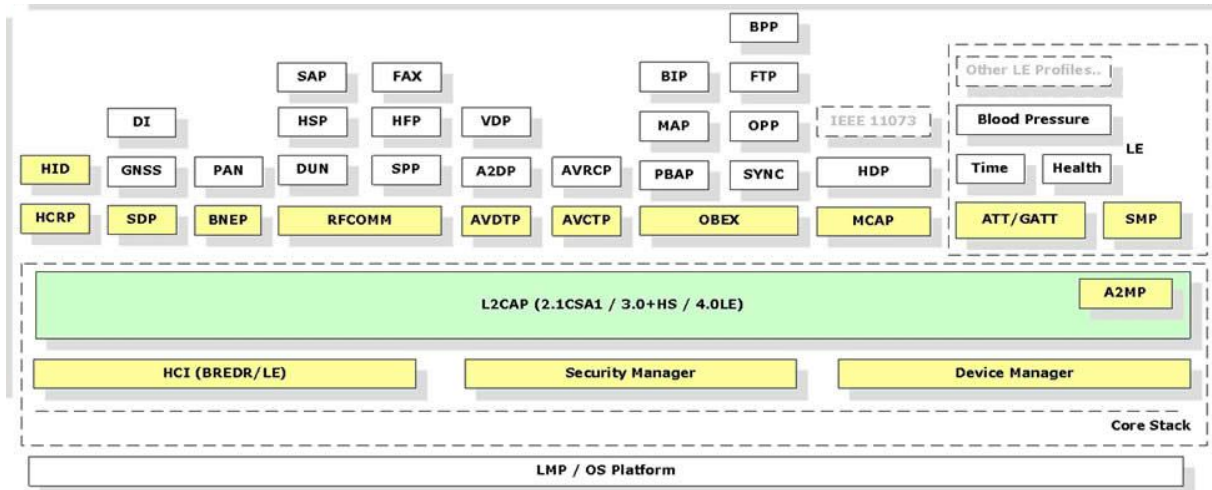 BPP
SAP FAX BIP FTP Other LE Profiles..
DI HSP HFP VDP MAP OPP IEEE 11073 Blood Pressure
LE
HID GNSS PAN DUN SPP A2DP AVRCP PBAP SYNC HDP Time Health
HCRP SDP BNEP RFCOMM AVDTP AVCTP OBEX MCAP ATT/GATT SMP
A2MP
L2CAP (2.1CSA1 / 3.0+HS / 4.0LE)
HCI (BREDR/LE) Security Manager Device Manager
Core Stack
LMP / OS Platform